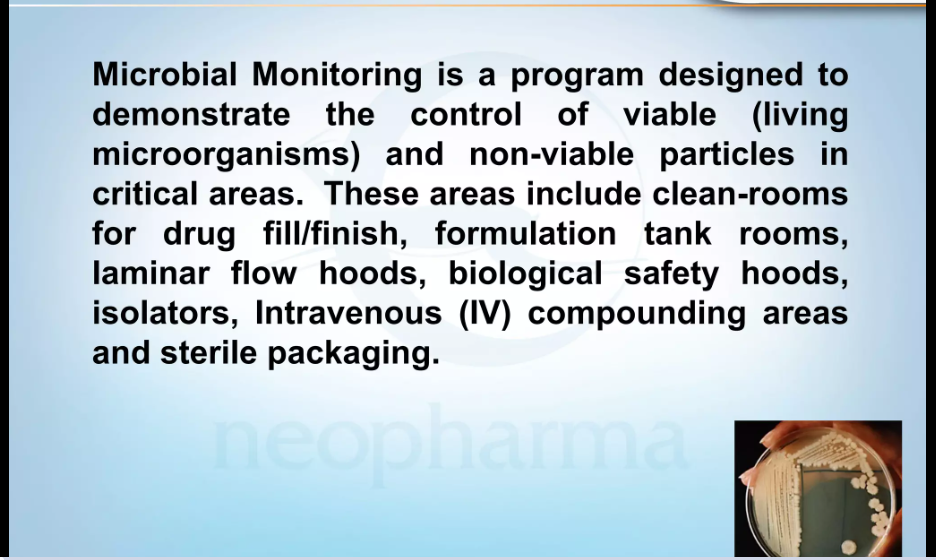 Microbial Monitoring is a program designed to
demonstrate the control of viable (living
microorganisms) and non-viable particles in
critical areas. These areas include clean-rooms
for drug fill/finish, formulation tank rooms,
laminar flow hoods, biological safety hoods,
isolators, Intravenous (IV) compounding areas
and sterile packaging.
neopharma